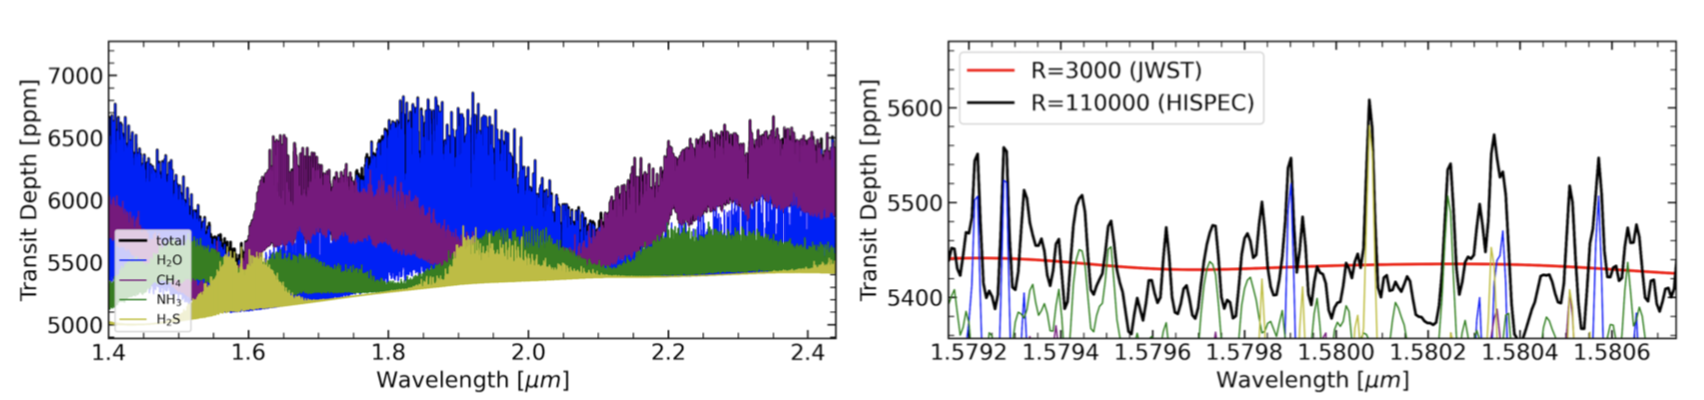 7000
6500
6000
5500
5000
Transit Depth [ppm]
total
H₂O
CH₄
NH₃
H₂S
1.4 1.6 1.8 2.0 2.2 2.4
Wavelength [μm]
R=3000 (JWST)
R=110000 (HISPEC)
5600
5500
5400
Transit Depth [ppm]
1.5792 1.5794 1.5796 1.5798 1.5800 1.5802 1.5804 1.5806
Wavelength [μm]